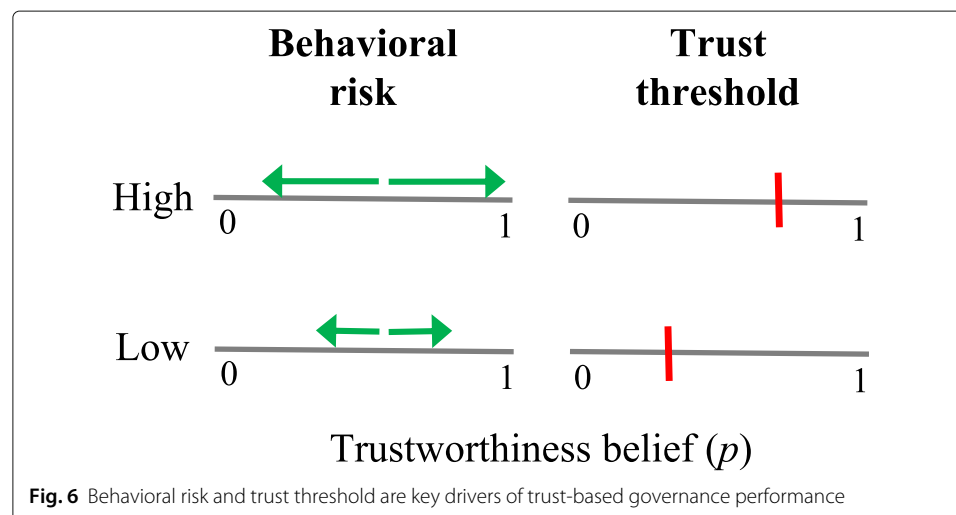 Behavioral
risk
Trust
threshold
High
0
1
0
1
Low
0
1
0
1
Trustworthiness belief (p)
Fig. 6 Behavioral risk and trust threshold are key drivers of trust-based governance performance